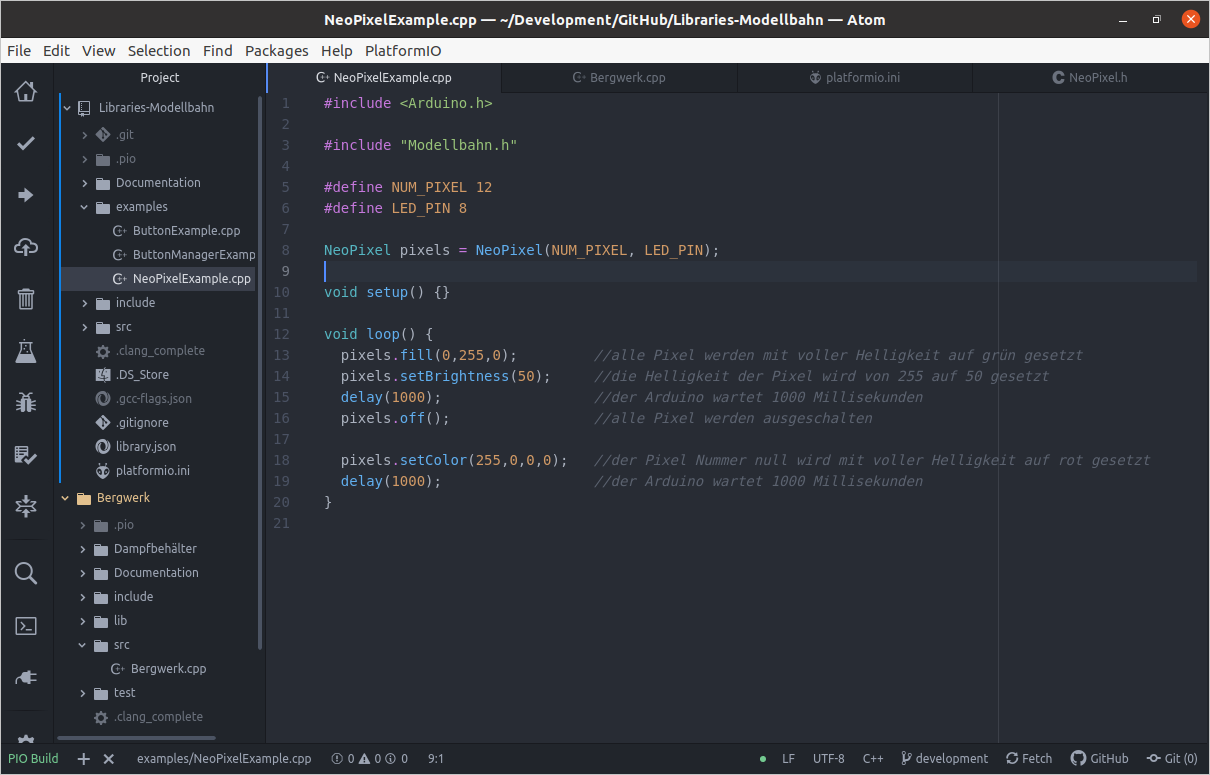 NeoPixelExample.cpp — ~/Development/GitHub/Libraries-Modellbahn — Atom
File Edit View Selection Find Packages Help PlatformIO
Project
Libraries-Modellbahn
.git
.pio
Documentation
examples
ButtonExample.cpp
ButtonManagerExamp
NeoPixelExample.cpp
include
src
.clang_complete
.DS_Store
.gcc-flags.json
.gitignore
library.json
platformio.ini
Bergwerk
.pio
Dampfbehälter
Documentation
include
lib
src
Bergwerk.cpp
test
.clang_complete
NeoPixelExample.cpp Bergwerk.cpp platformio.ini NeoPixel.h
1 #include <Arduino.h>
2
3 #include "Modellbahn.h"
4
5 #define NUM_PIXEL 12
6 #define LED_PIN 8
7
8 NeoPixel pixels = NeoPixel(NUM_PIXEL, LED_PIN);
9
10 void setup() {}
11
12 void loop() {
13 pixels.fill(0,255,0); //alle Pixel werden mit voller Helligkeit auf grün gesetzt
14 pixels.setBrightness(50); //die Helligkeit der Pixel wird von 255 auf 50 gesetzt
15 delay(1000); //der Arduino wartet 1000 Millisekunden
16 pixels.off(); //alle Pixel werden ausgeschalten
17
18 pixels.setColor(255,0,0,0); //der Pixel Nummer null wird mit voller Helligkeit auf rot gesetzt
19 delay(1000); //der Arduino wartet 1000 Millisekunden
20 }
21
PIO Build examples/NeoPixelExample.cpp 0 0 0 9:1 LF UTF-8 C++ development Fetch GitHub Git (0)